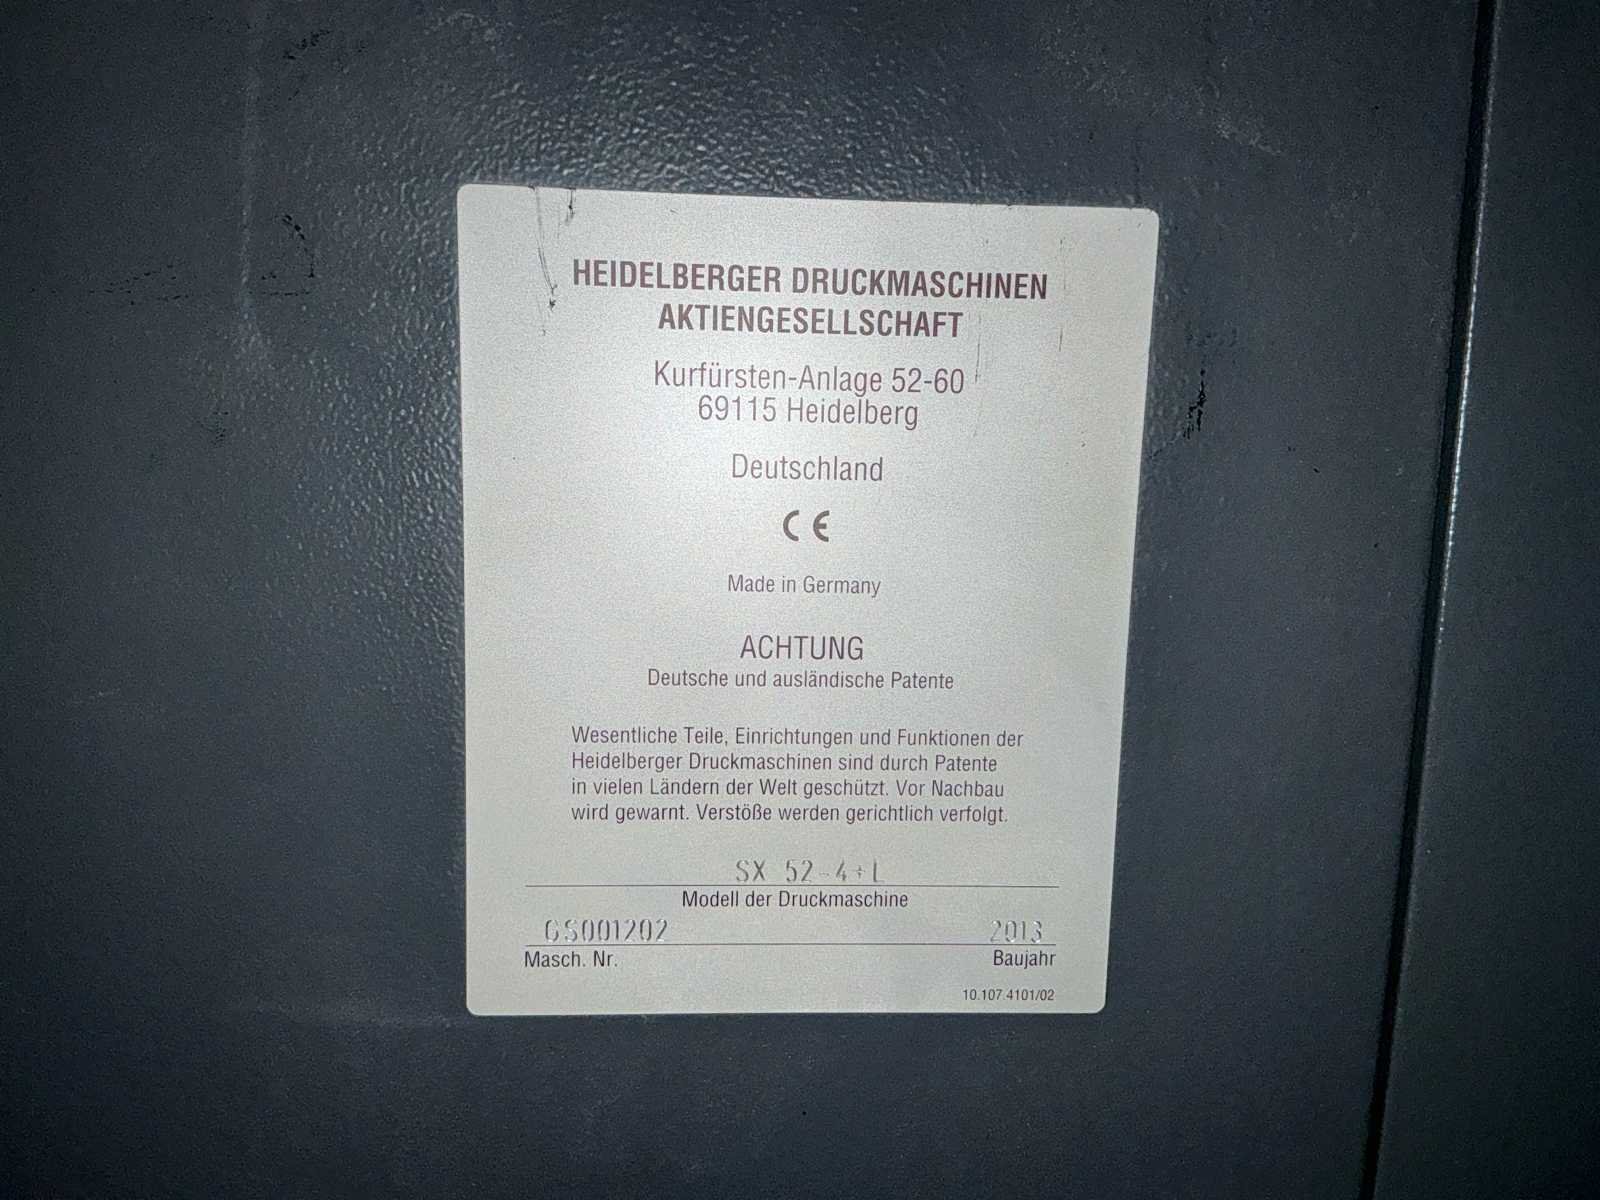 HEIDELBERGER DRUCKMASCHINEN
AKTIENGESELLSCHAFT
Kurfürsten-Anlage 52-60
69115 Heidelberg
Deutschland
CE
Made in Germany
ACHTUNG
Deutsche und ausländische Patente
Wesentliche Teile, Einrichtungen und Funktionen der
Heidelberger Druckmaschinen sind durch Patente
in vielen Ländern der Welt geschützt. Vor Nachbau
wird gewarnt. Verstöße werden gerichtlich verfolgt.
SX 52-4+L
Modell der Druckmaschine
GS001202 2013
Masch. Nr. Baujahr
10.107.4101/02